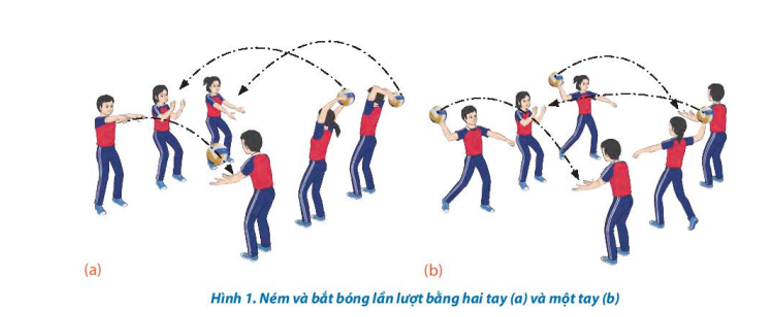 (a)
(b)
Hình 1. Ném và bắt bóng lần lượt bằng hai tay (a) và một tay (b)